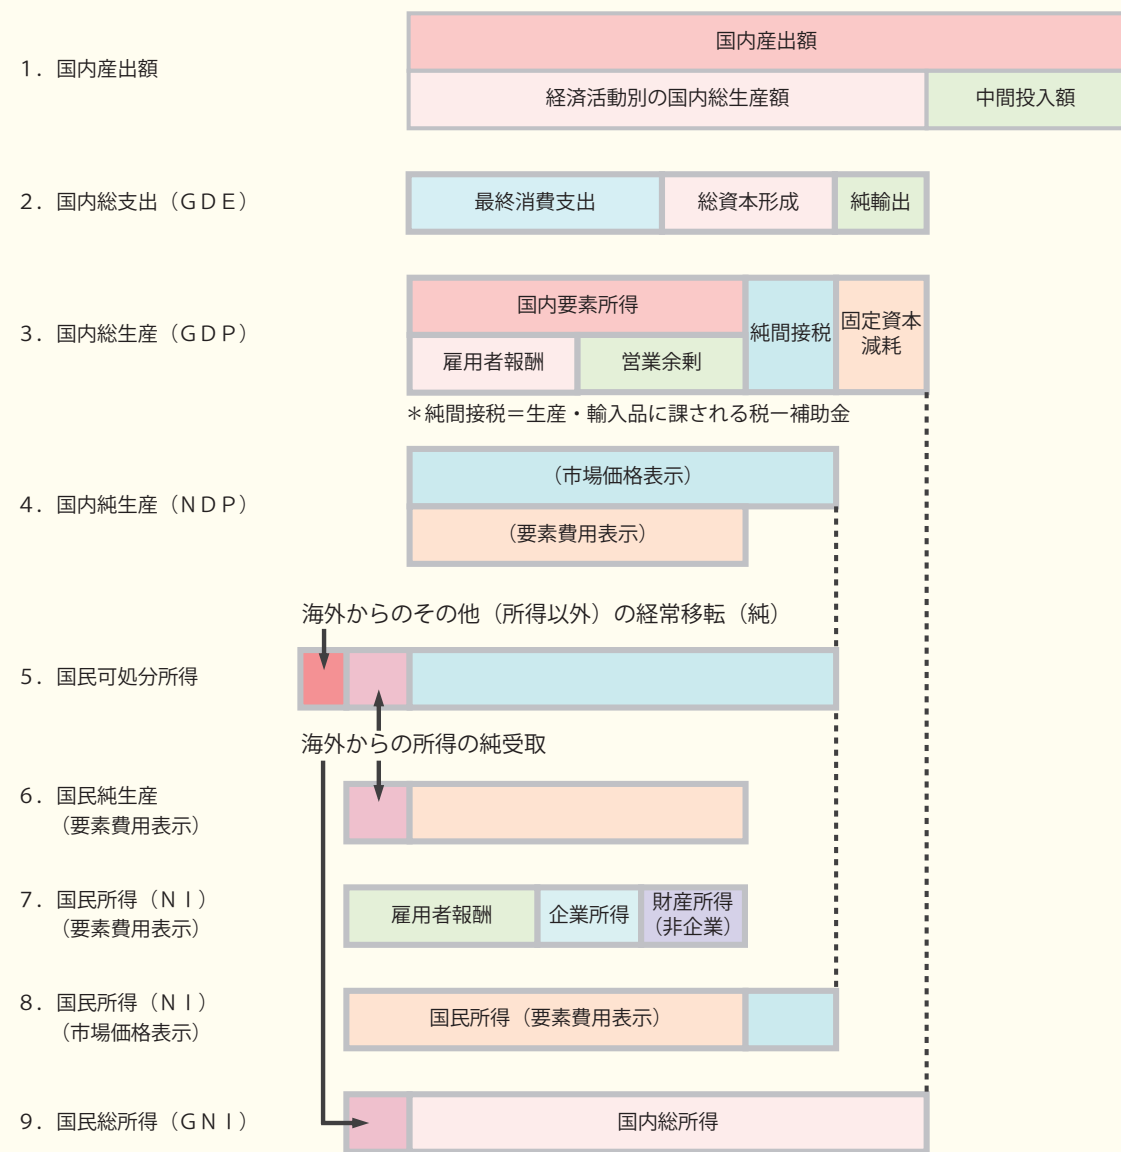 国内産出額
1．国内産出額
経済活動別の国内総生産額
中間投入額
2．国内総支出（ＧＤＥ）
最終消費支出
総資本形成
純輸出
国内要素所得
3．国内総生産（ＧＤＰ）
純間接税
固定資本
減耗
雇用者報酬
営業余剰
＊純間接税＝生産・輸入品に課される税ー補助金
（市場価格表示）
4．国内純生産（ＮＤＰ）
（要素費用表示）
海外からのその他（所得以外）の経常移転（純）
5．国民可処分所得
海外からの所得の純受取
6．国民純生産
（要素費用表示）
7．国民所得（ＮＩ）
（要素費用表示）
雇用者報酬
企業所得
財産所得
（非企業）
8．国民所得（ＮＩ）
（市場価格表示）
国民所得（要素費用表示）
9．国民総所得（ＧＮＩ）
国内総所得